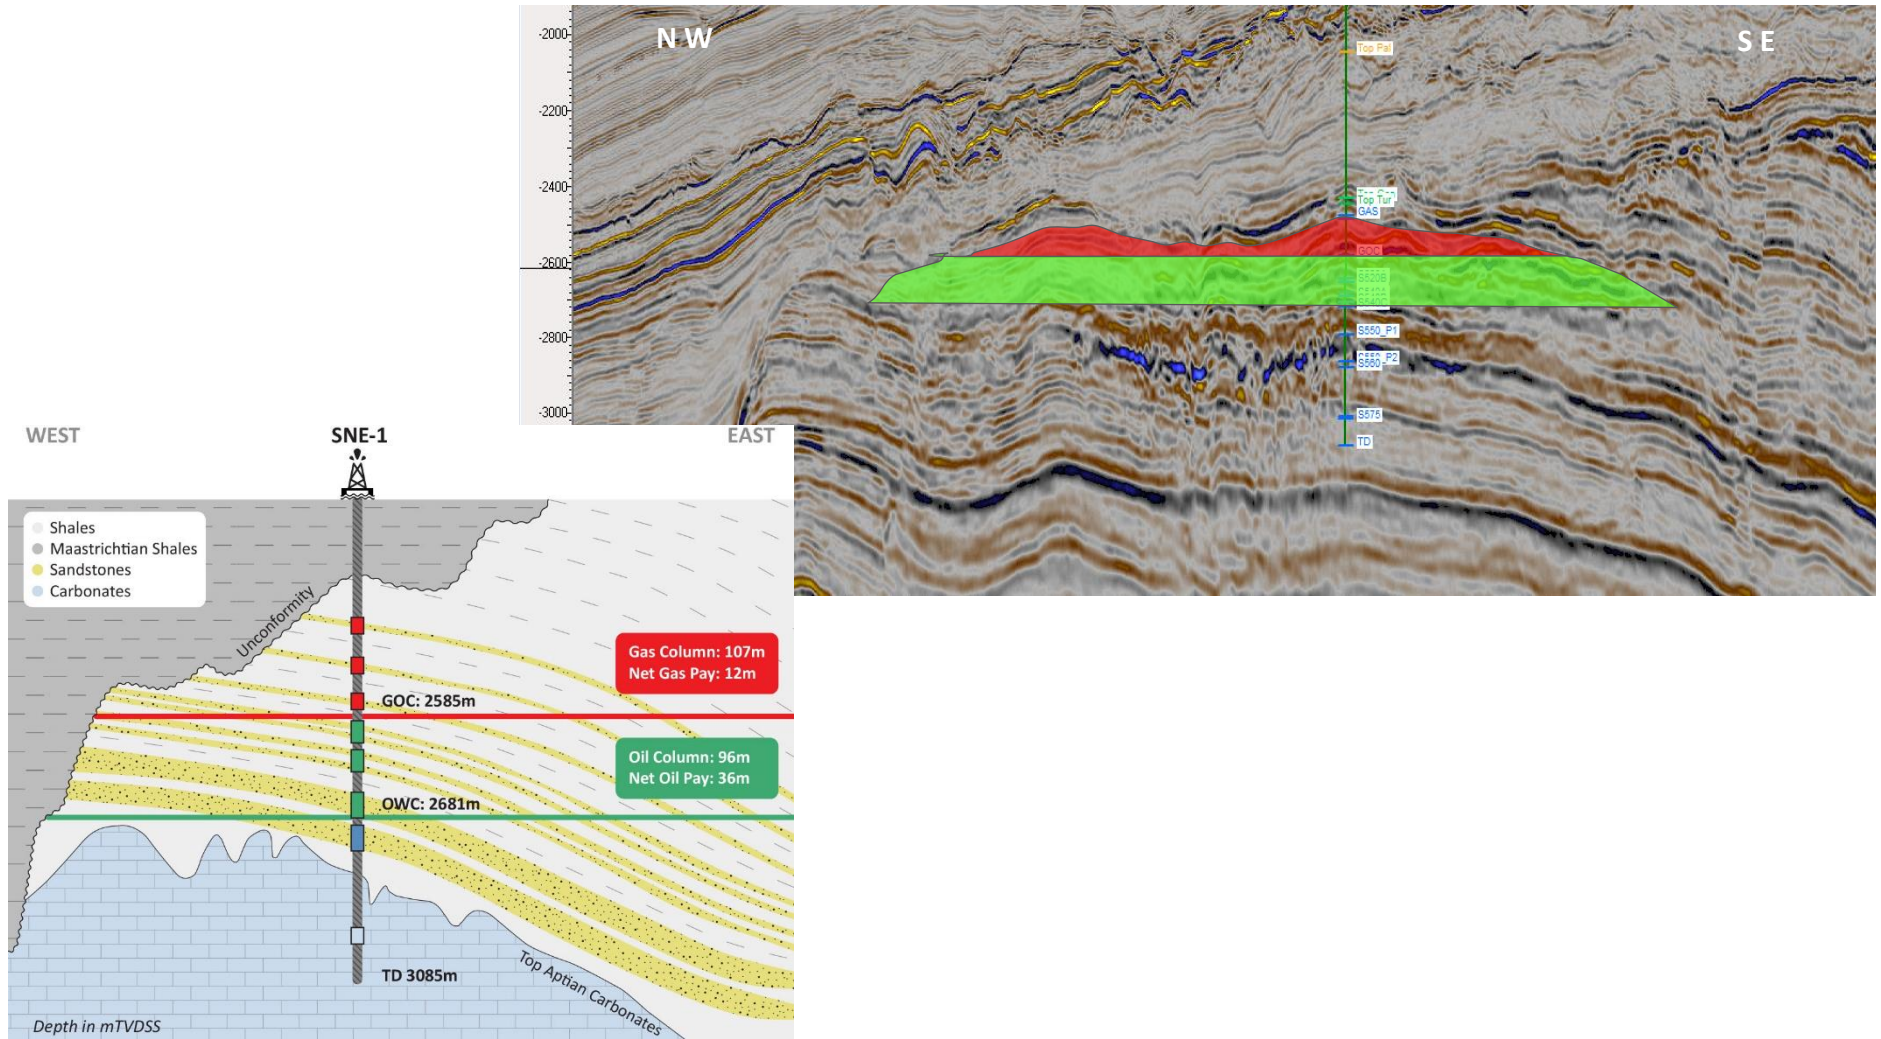 N W
S E
-2000
-2200
-2400
-2600
-2800
-3000
Top Pal
Top Tur
GAS
GOC
S520B
S550_P1
S560
S575
TD
WEST
SNE-1
EAST
Shales
Maastrichtian Shales
Sandstones
Carbonates
Unconformity
Gas Column: 107m
Net Gas Pay: 12m
GOC: 2585m
Oil Column: 96m
Net Oil Pay: 36m
OWC: 2681m
TD 3085m
Top Aptian Carbonates
Depth in mTVDSS